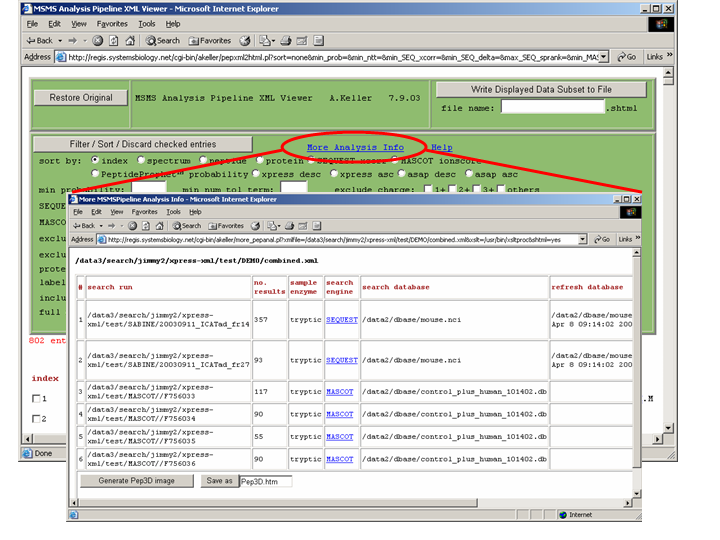 MSMS Analysis Pipeline XML Viewer - Microsoft Internet Explorer
File Edit View Favorites Tools Help
Back Search Favorites
Address http://regis.systemsbiology.net/cgi-bin/akeller/pepxml2html.pl?sort=none&min_prob=&min_ntt=&min_SEQ_xcorr=&min_SEQ_delta=&max_SEQ_sprank=&min_MAS Go Links »
Restore Original MSMS Analysis Pipeline XML Viewer A.Keller 7.9.03 Write Displayed Data Subset to File
file name: .shtml
Filter / Sort / Discard checked entries More Analysis Info Help
sort by: index spectrum peptide protein SEQUEST xcorr MASCOT ionscore
PeptideProphet™ probability xpress desc xpress asc asap desc asap asc
min probability: min num tol term: exclude charge: 1+ 2+ 3+ others
SEQUE
MASCO
exclu
exclu
prote
label
inclu
full
802 ent
index
1 .M
2
Done
More MSMSPipeline Analysis Info - Microsoft Internet Explorer
File Edit View Favorites Tools Help
Back Search Favorites
Address http://regis.systemsbiology.net/cgi-bin/akeller/more_pepanal.pl?xmlfile=/data3/search/jimmy2/xpress-xml/test/DEMO/combined.xml&xslt=/usr/bin/xsltproc&shtml=yes Go Links »
/data3/search/jimmy2/xpress-xml/test/DEMO/combined.xml
# search run no. results sample enzyme search engine search database refresh database
1 /data3/search/jimmy2/xpress-xml/test/SABINE/20030911_ICATad_fr14 357 tryptic SEQUEST /data2/dbase/mouse.nci /data2/dbase/mouse
Apr 8 09:14:02 200
2 /data3/search/jimmy2/xpress-xml/test/SABINE/20030911_ICATad_fr27 93 tryptic SEQUEST /data2/dbase/mouse.nci /data2/dbase/mouse
Apr 8 09:14:02 200
3 /data3/search/jimmy2/xpress-xml/test/MASCOT//F756033 117 tryptic MASCOT /data2/dbase/control_plus_human_101402.db
4 /data3/search/jimmy2/xpress-xml/test/MASCOT//F756034 90 tryptic MASCOT /data2/dbase/control_plus_human_101402.db
5 /data3/search/jimmy2/xpress-xml/test/MASCOT//F756035 55 tryptic MASCOT /data2/dbase/control_plus_human_101402.db
6 /data3/search/jimmy2/xpress-xml/test/MASCOT//F756036 90 tryptic MASCOT /data2/dbase/control_plus_human_101402.db
Generate Pep3D image Save as Pep3D.htm
Internet